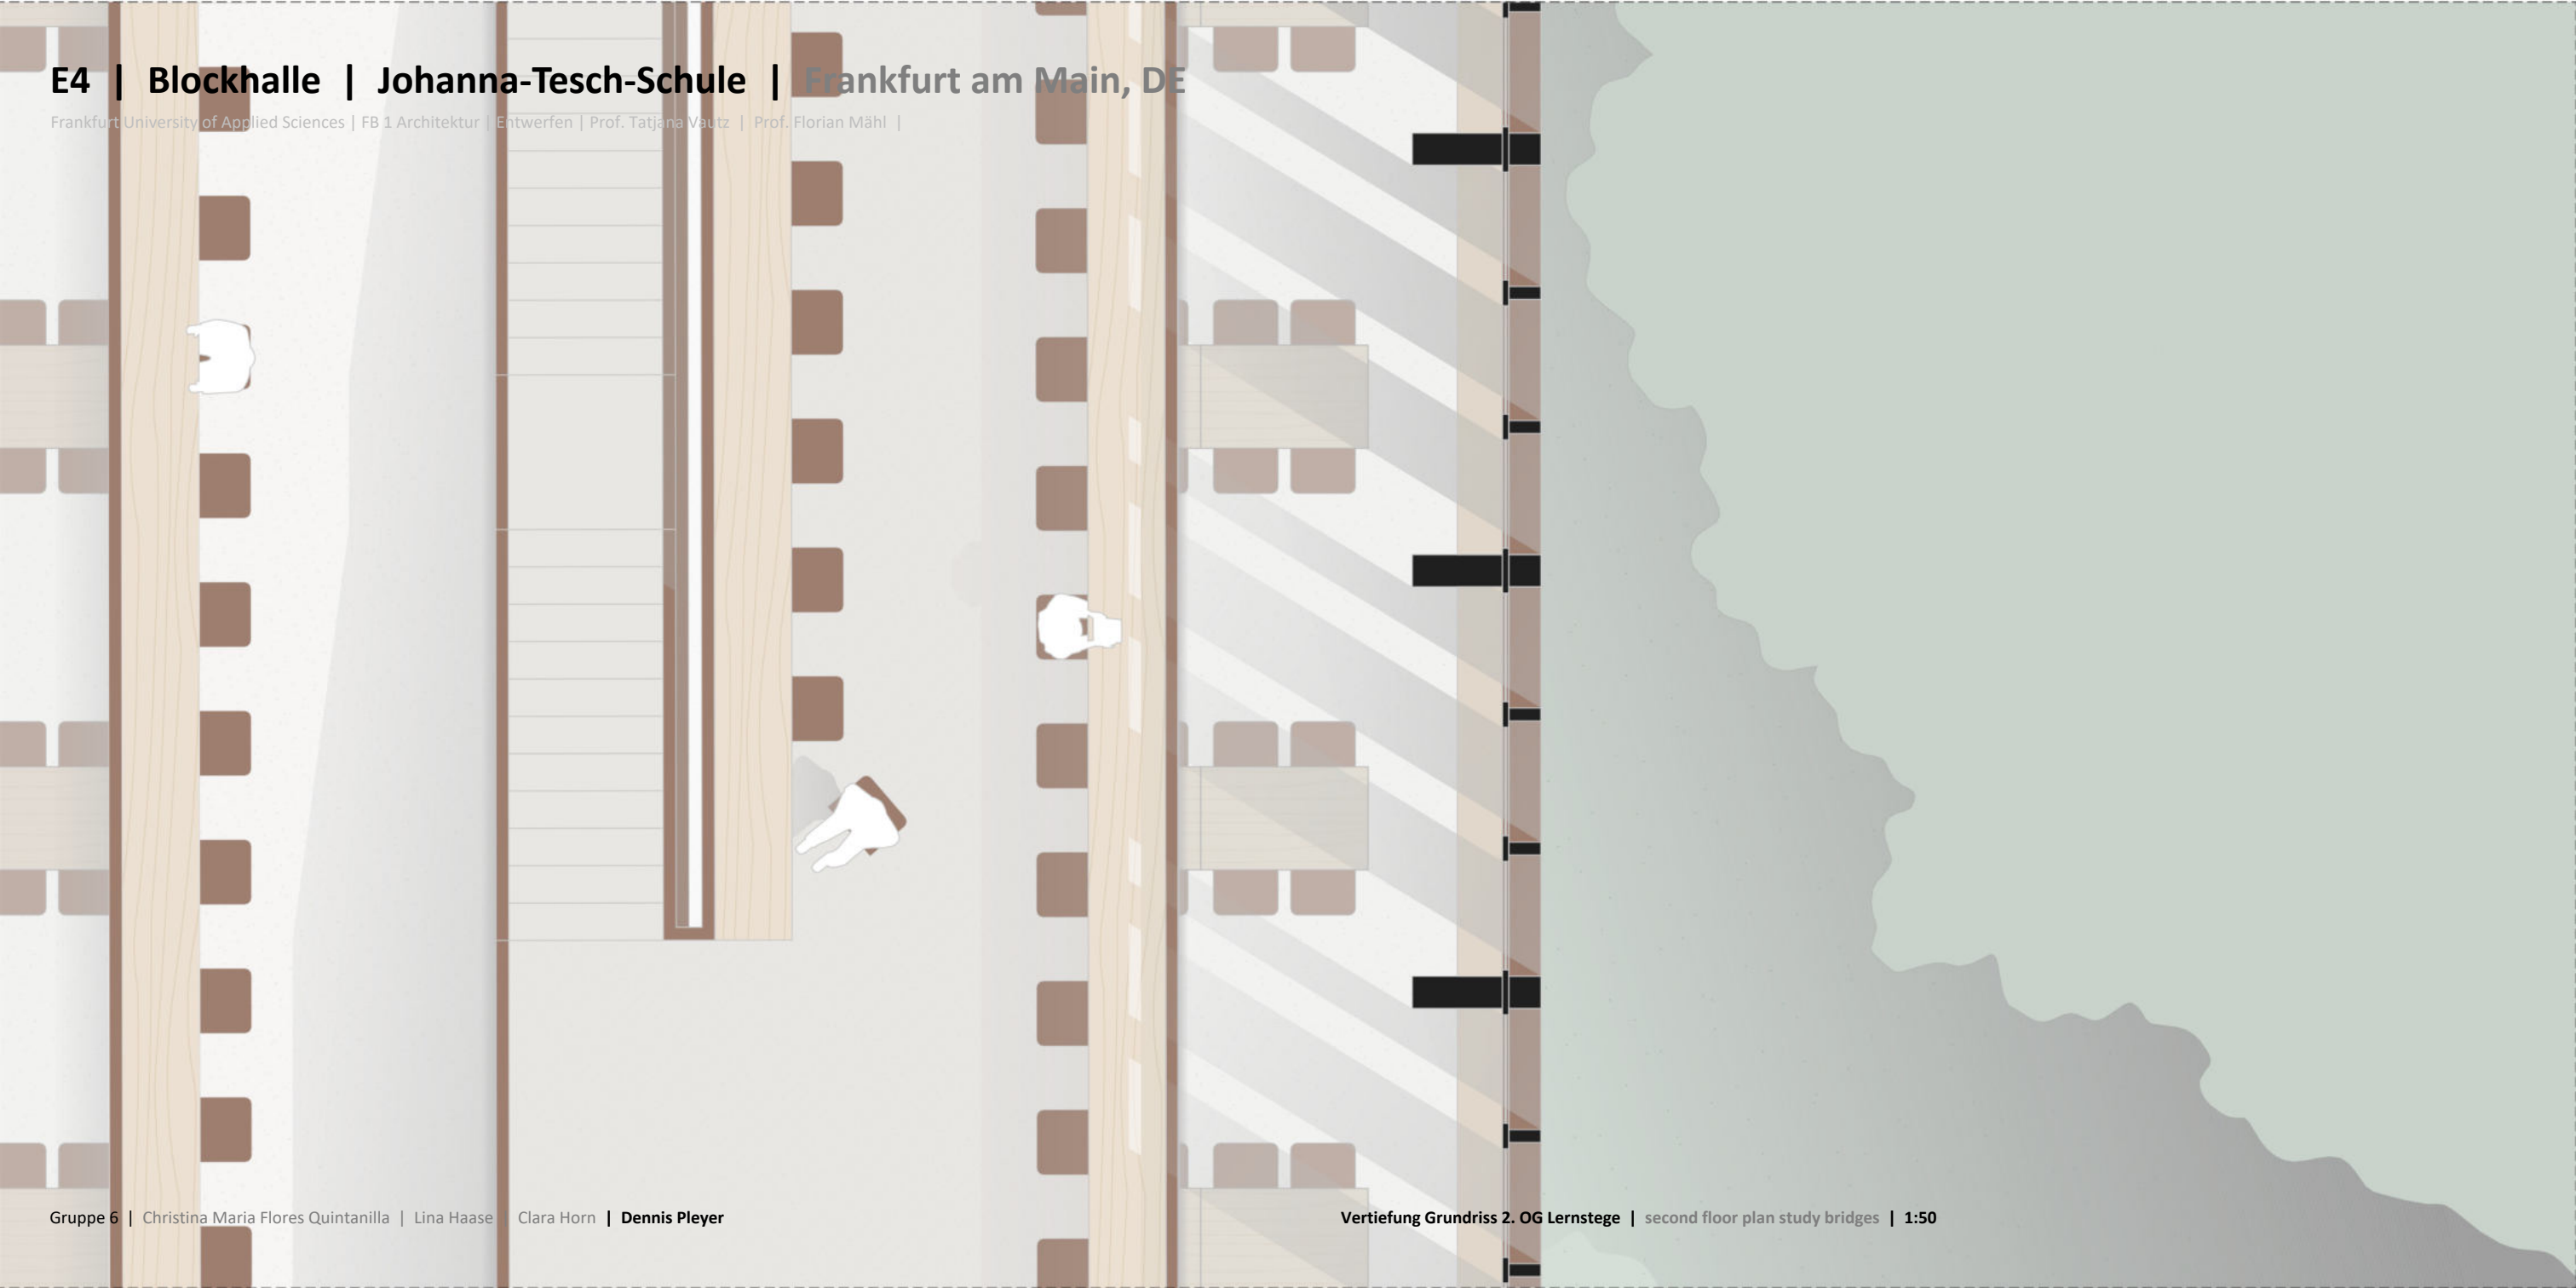 E4 | Blockhalle | Johanna-Tesch-Schule | Frankfurt am Main, DE
Frankfurt University of Applied Sciences | FB 1 Architektur | Entwerfen | Prof. Tatjana Vautz | Prof. Florian Mähl |
Gruppe 6 | Christina Maria Flores Quintanilla | Lina Haase | Clara Horn | Dennis Pleyer
Vertiefung Grundriss 2. OG Lernstege | second floor plan study bridges | 1:50